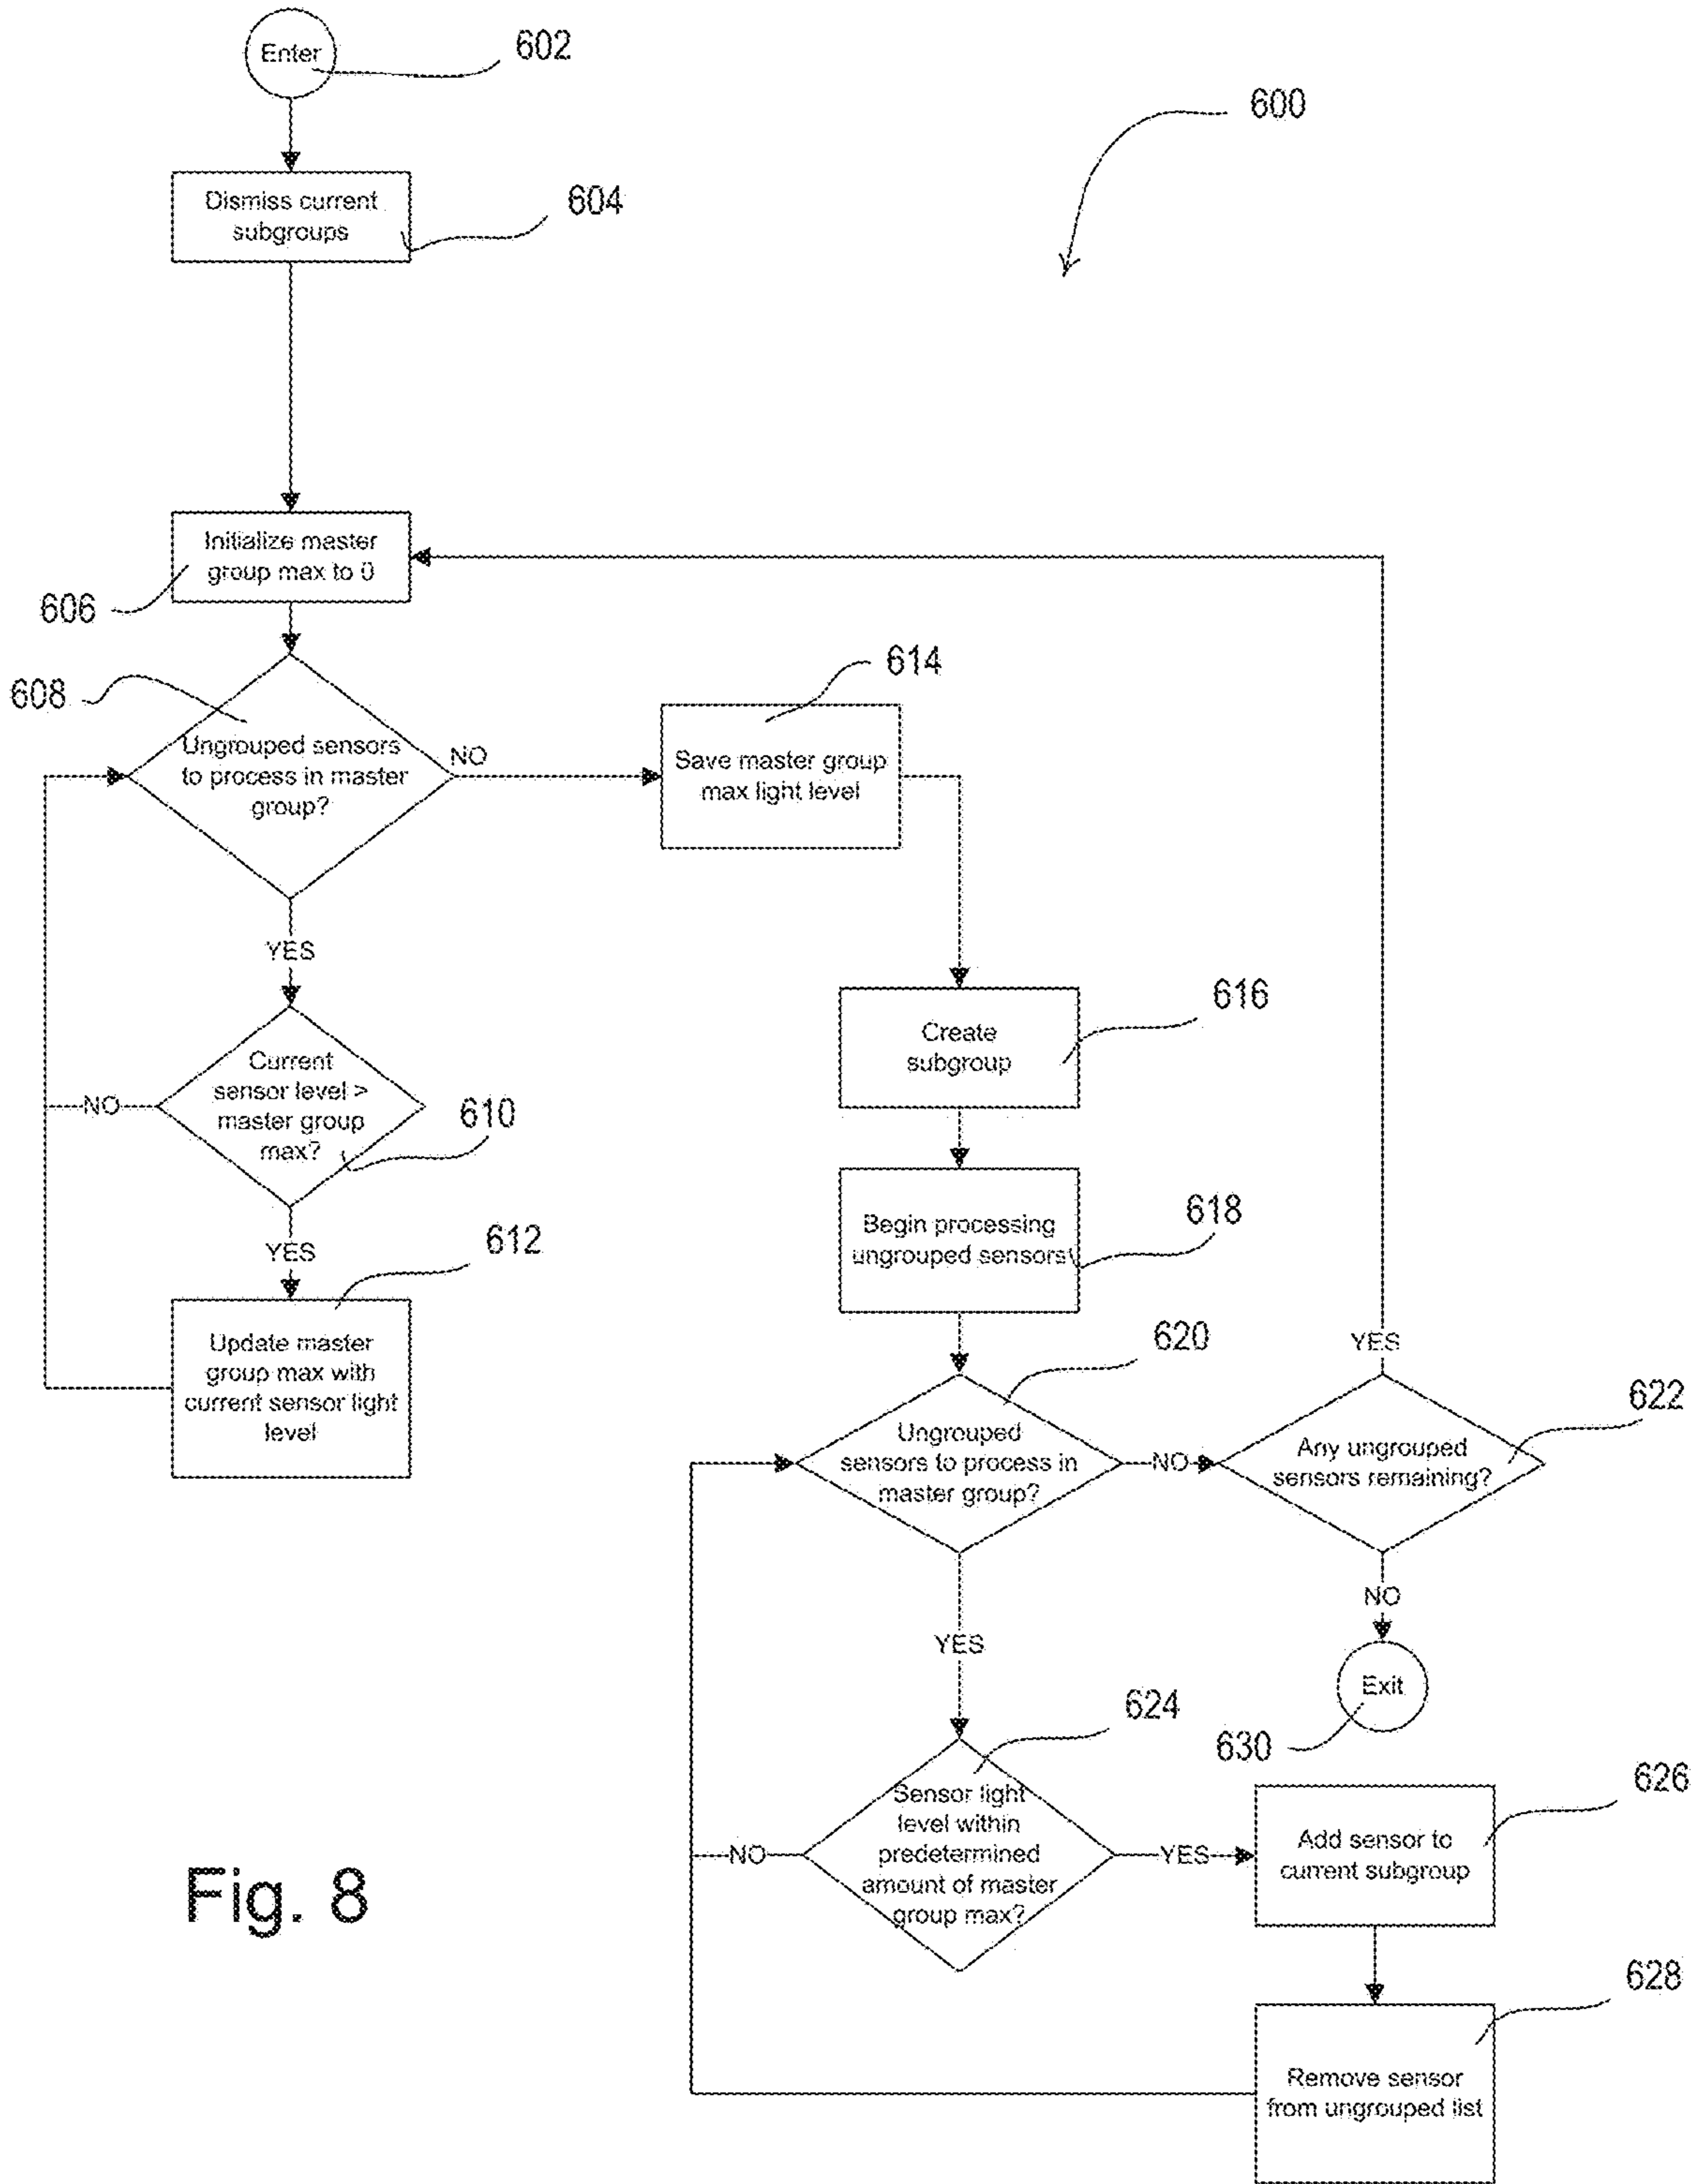 Enter
602
600
Dismiss current
subgroups
604
Initialize master
group max to 0
606
608
Ungrouped sensors
to process in master
group?
NO
614
Save master group
max light level
YES
Current
sensor level >
master group
max?
NO
610
616
Create
subgroup
YES
612
Update master
group max with
current sensor light
level
618
Begin processing
ungrouped sensors
620
Ungrouped
sensors to process in
master group?
NO
YES
622
Any ungrouped
sensors remaining?
NO
Exit
630
YES
624
Sensor light
level within
predetermined
amount of master
group max?
NO
YES
626
Add sensor to
current subgroup
628
Remove sensor
from ungrouped list
Fig. 8